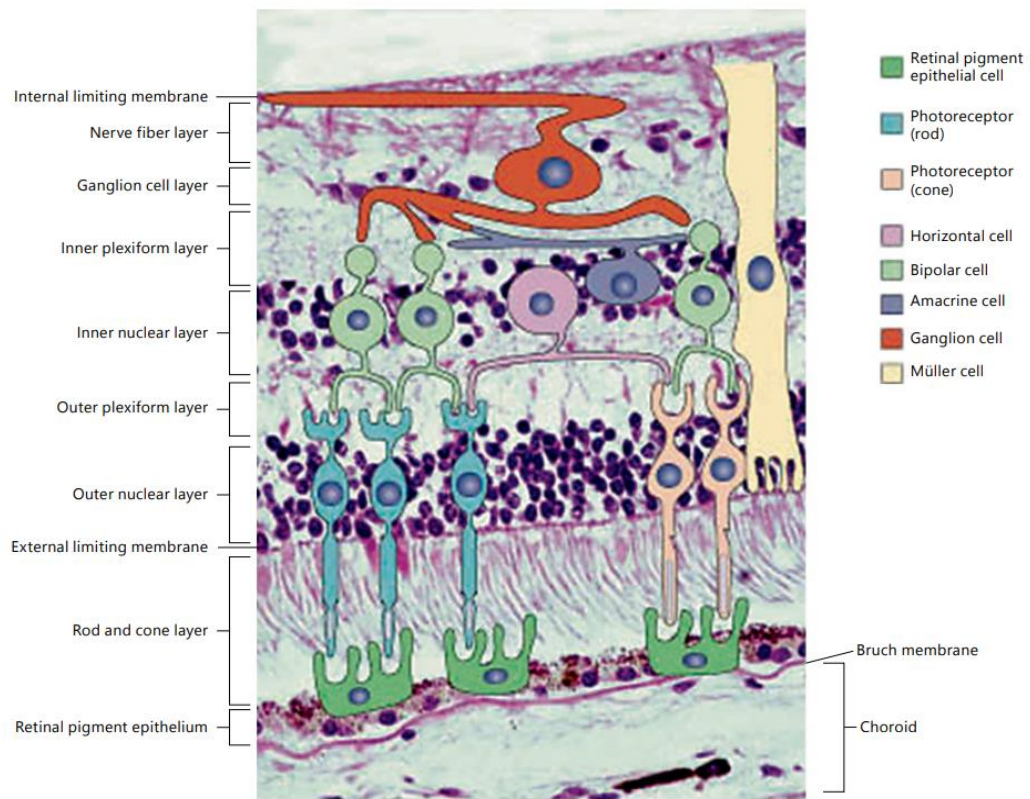 Internal limiting membrane
Nerve fiber layer
Ganglion cell layer
Inner plexiform layer
Inner nuclear layer
Outer plexiform layer
Outer nuclear layer
External limiting membrane
Rod and cone layer
Retinal pigment epithelium
Retinal pigment
epithelial cell
Photoreceptor
(rod)
Photoreceptor
(cone)
Horizontal cell
Bipolar cell
Amacrine cell
Ganglion cell
Müller cell
Bruch membrane
Choroid